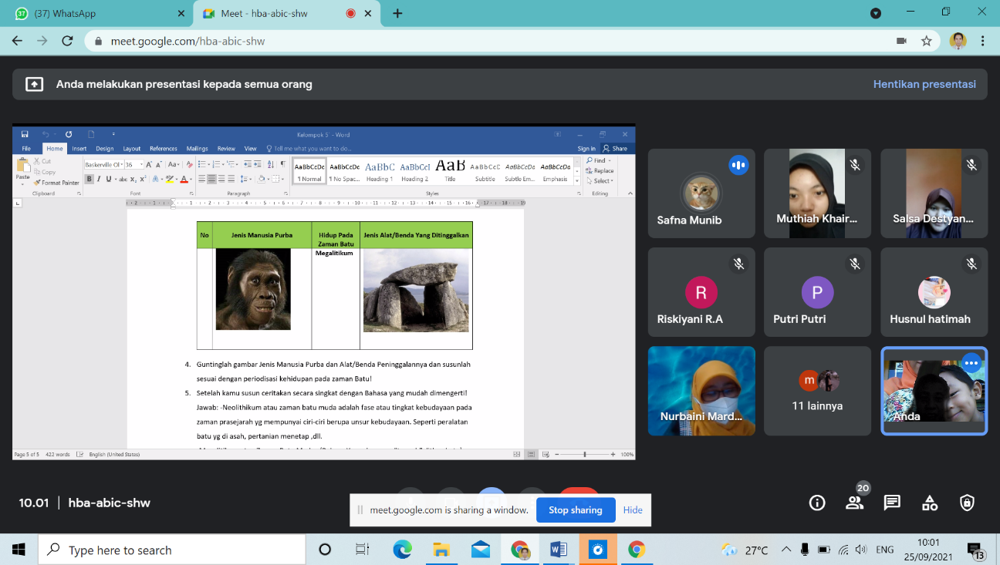 (37) WhatsApp
Meet - hba-abic-shw
meet.google.com/hba-abic-shw
Anda melakukan presentasi kepada semua orang
Hentikan presentasi
Kelompok 5 - Word
File Home Insert Design Layout References Mailings Review View Tell me what you want to do...
Sign in Share
Paste
Cut
Copy
Format Painter
Clipboard
Baskerville Ol 36
Font
Paragraph
AaBbCcDc AaBbCcDc AaBbC AaBbCcI AaB AaBbCcC AaBbCcDc AaBbCcDc
1 Normal 1 No Spac... Heading 1 Heading 2 Title Subtitle Subtle Em... Emphasis
Styles
Find
Replace
Select
Editing
No Jenis Manusia Purba Hidup Pada Zaman Batu Jenis Alat/Benda Yang Ditinggalkan
Megalitikum
4. Guntinglah gambar Jenis Manusia Purba dan Alat/Benda Peninggalannya dan susunlah
sesuai dengan periodisasi kehidupan pada zaman Batu!
5. Setelah kamu susun ceritakan secara singkat dengan Bahasa yang mudah dimengerti!
Jawab: -Neolithikum atau zaman batu muda adalah fase atau tingkat kebudayaan pada
zaman prasejarah yg mempunyai ciri-ciri berupa unsur kebudayaan. Seperti peralatan
batu yg di asah, pertanian menetap ,dll.
Page 5 of 5 422 words English (United States)
100%
Safna Munib
Muthiah Khair...
Salsa Destyan...
R
Riskiyani R.A
P
Putri Putri
Husnul hatimah
Nurbaini Mard...
m
11 lainnya
Anda
10.01 | hba-abic-shw
meet.google.com is sharing a window.
Stop sharing
Hide
20
Type here to search
27°C
ENG
10:01
25/09/2021
13